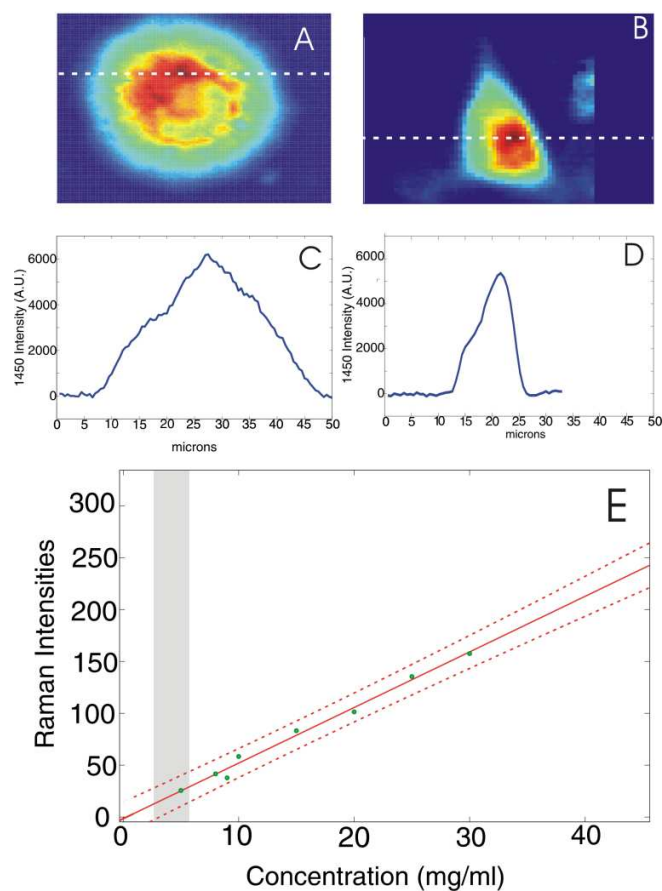 A
B
C
1450 Intensity (A.U.)
6000
4000
2000
0
0 5 10 15 20 25 30 35 40 45 50
microns
D
1450 Intensity (A.U.)
6000
4000
2000
0
0 5 10 15 20 25 30 35 40 45 50
microns
E
Raman Intensities
300
250
200
150
100
50
0
0 10 20 30 40
Concentration (mg/ml)